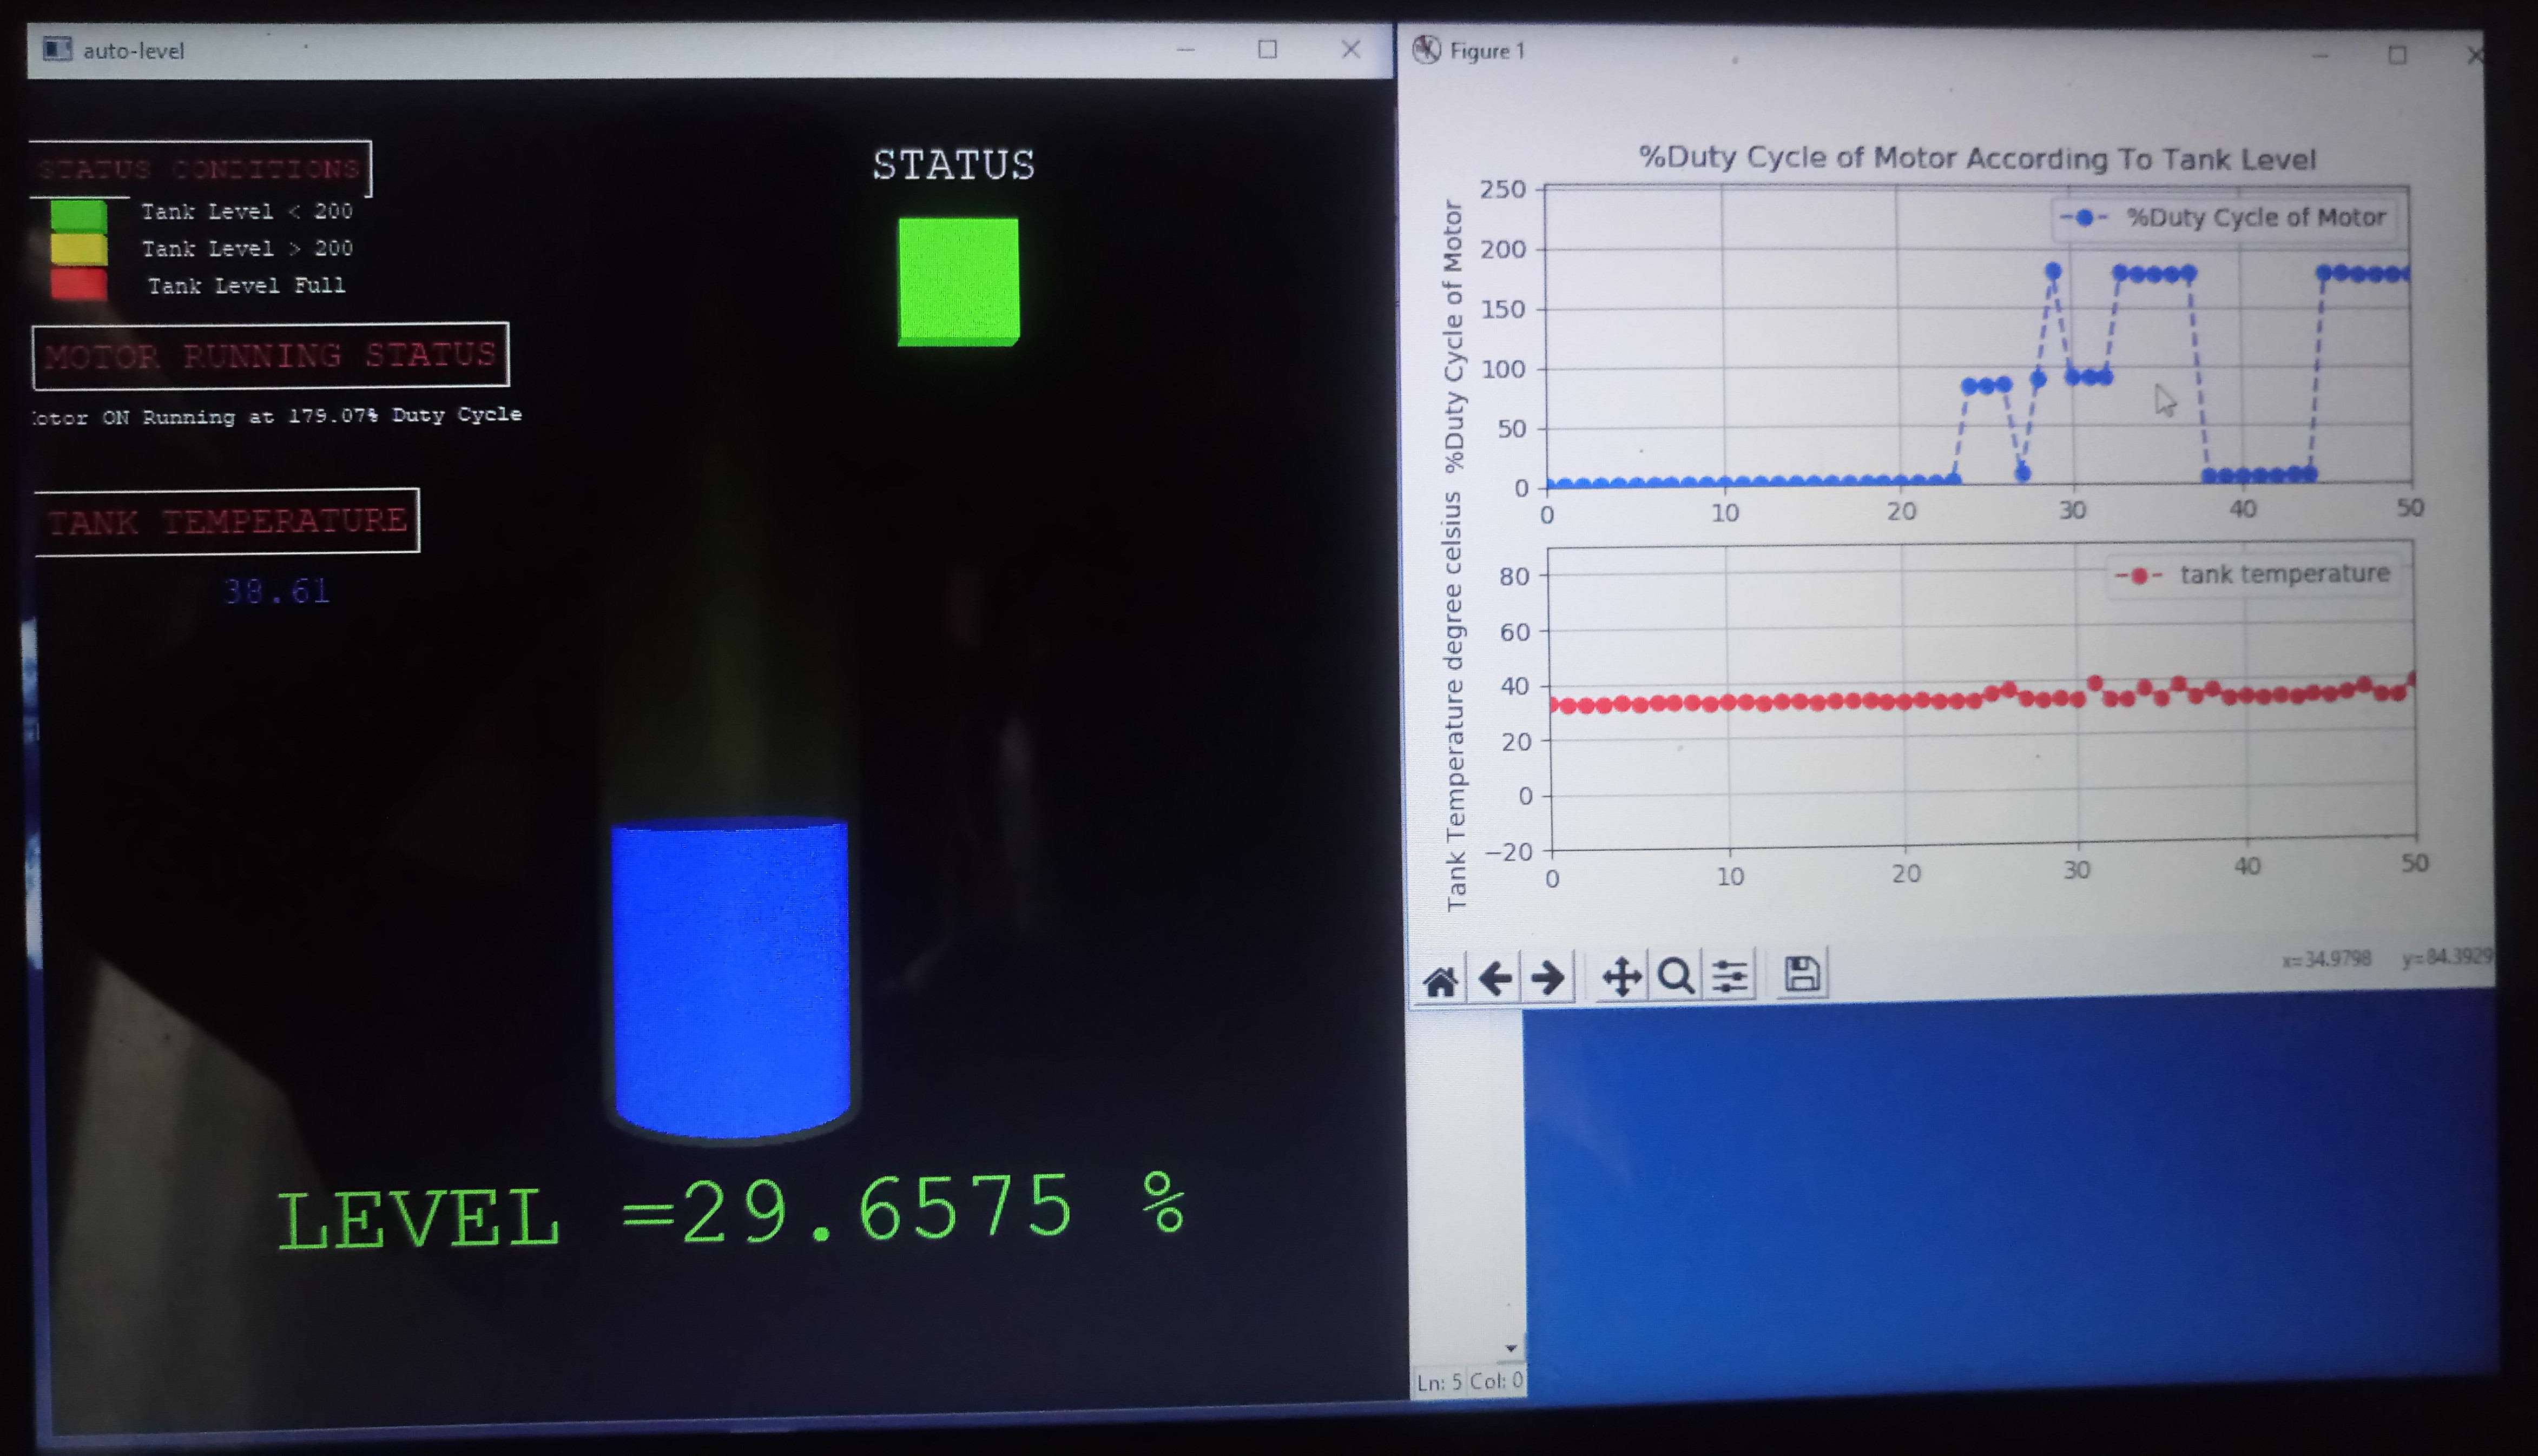 auto-level
STATUS CONDITIONS
Tank Level < 200
Tank Level > 200
Tank Level Full
MOTOR RUNNING STATUS
otor ON Running at 179.07% Duty Cycle
TANK TEMPERATURE
38.61
STATUS
LEVEL =29.6575 %
Figure 1
%Duty Cycle of Motor According To Tank Level
%Duty Cycle of Motor
250
200
150
100
50
0
%Duty Cycle of Motor
0 10 20 30 40 50
Tank Temperature degree celsius
80
60
40
20
0
−20
tank temperature
0 10 20 30 40 50
x=34.9798 y=84.3929
Ln: 5 Col: 0